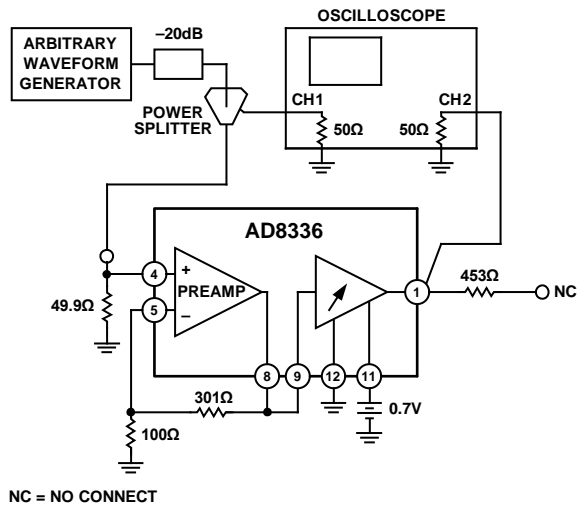 OSCILLOSCOPE
ARBITRARY
WAVEFORM
GENERATOR
–20dB
POWER
SPLITTER
CH1
CH2
50Ω
50Ω
AD8336
4
+
PREAMP
5
–
49.9Ω
1
453Ω
NC
8
9
12
11
301Ω
100Ω
0.7V
NC = NO CONNECT